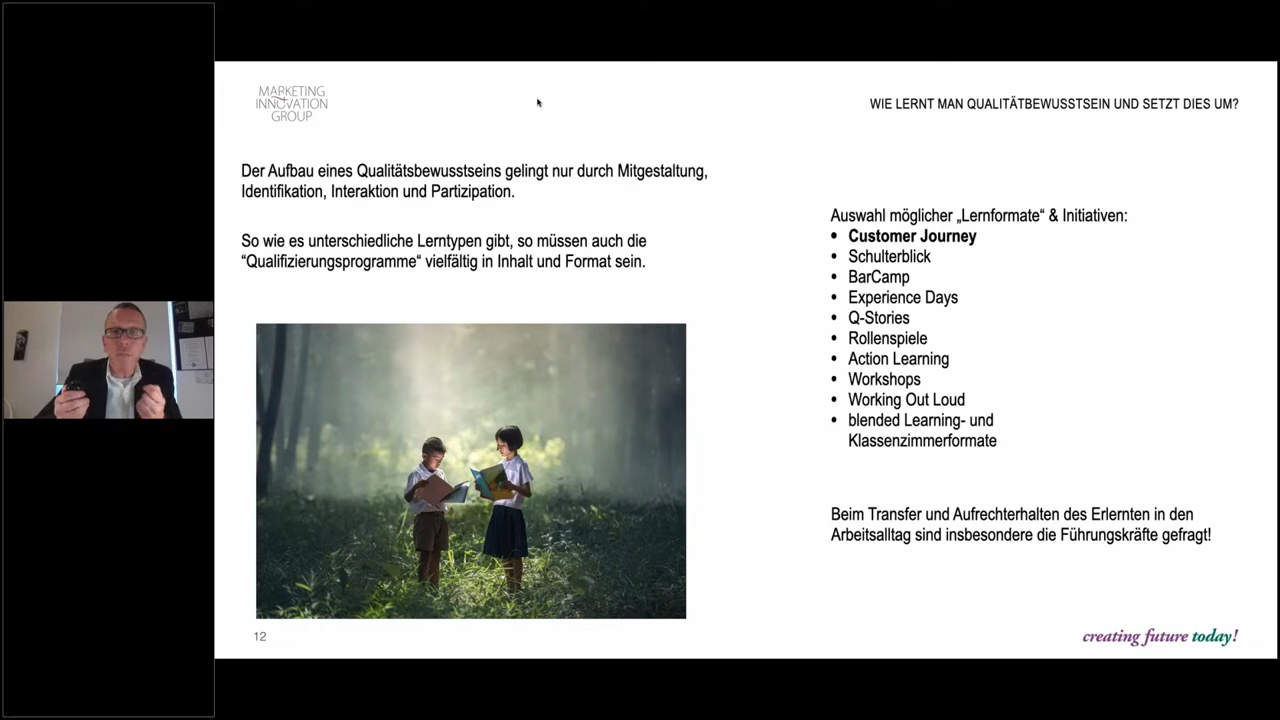 MARKETING
INNOVATION
GROUP
WIE LERNT MAN QUALITÄTBEWUSSTSEIN UND SETZT DIES UM?
Der Aufbau eines Qualitätsbewusstseins gelingt nur durch Mitgestaltung,
Identifikation, Interaktion und Partizipation.
So wie es unterschiedliche Lerntypen gibt, so müssen auch die
“Qualifizierungsprogramme“ vielfältig in Inhalt und Format sein.
Auswahl möglicher „Lernformate“ & Initiativen:
• Customer Journey
• Schulterblick
• BarCamp
• Experience Days
• Q-Stories
• Rollenspiele
• Action Learning
• Workshops
• Working Out Loud
• blended Learning- und
Klassenzimmerformate
Beim Transfer und Aufrechterhalten des Erlernten in den
Arbeitsalltag sind insbesondere die Führungskräfte gefragt!
12
creating future today!